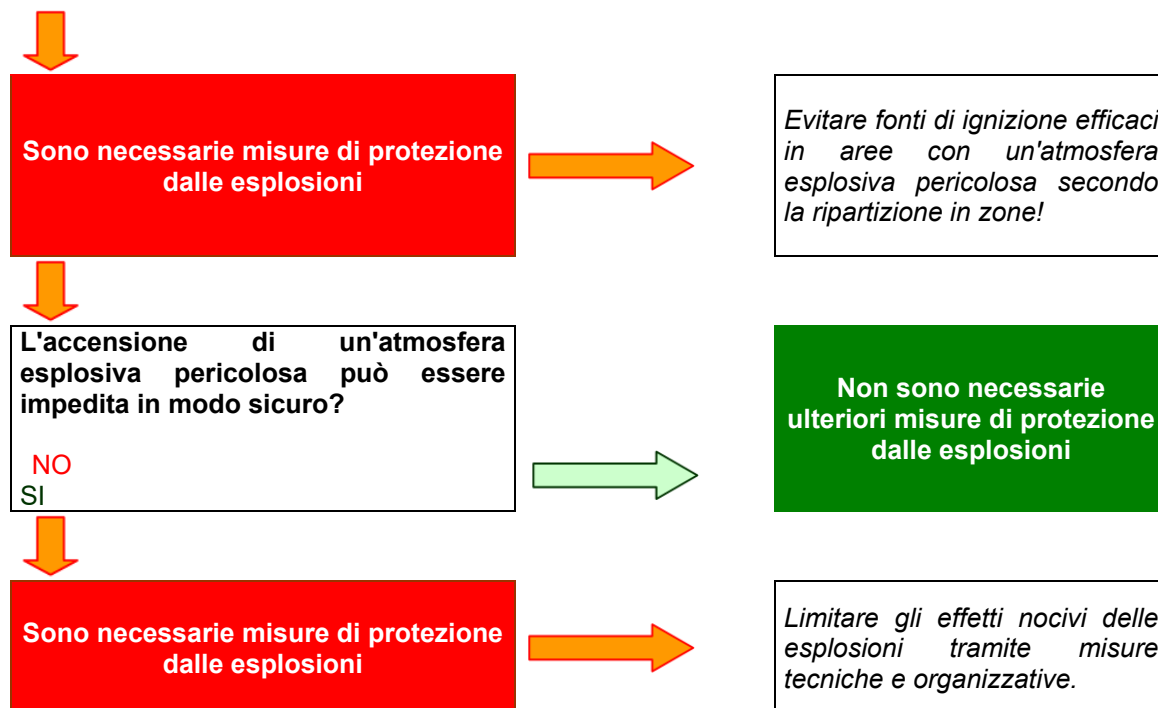 Sono necessarie misure di protezione
dalle esplosioni
Evitare fonti di ignizione efficaci
in aree con un'atmosfera
esplosiva pericolosa secondo
la ripartizione in zone!
L'accensione di un'atmosfera
esplosiva pericolosa può essere
impedita in modo sicuro?
NO
SI
Non sono necessarie
ulteriori misure di protezione
dalle esplosioni
Sono necessarie misure di protezione
dalle esplosioni
Limitare gli effetti nocivi delle
esplosioni tramite misure
tecniche e organizzative.